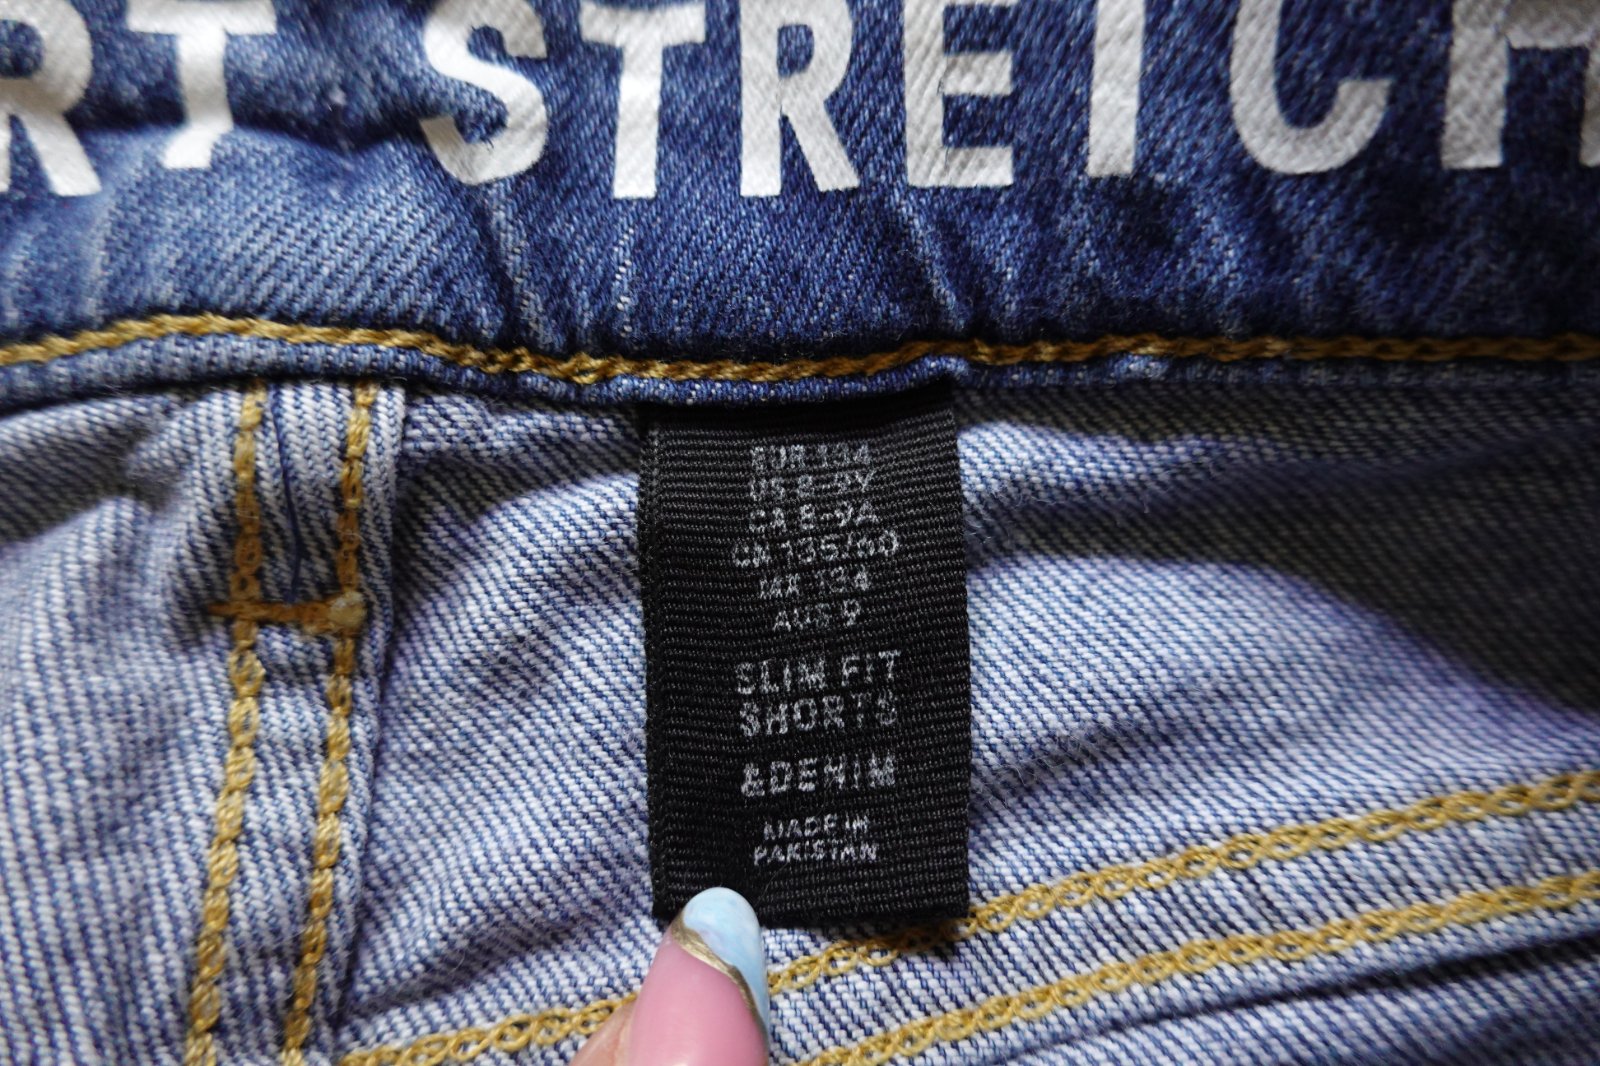 RT STRETCH
EUR 134
US 8-9Y
CA 8-9A
CN 135/60
MX 134
AUS 9
SLIM FIT
SHORTS
&DENIM
MADE IN
PAKISTAN